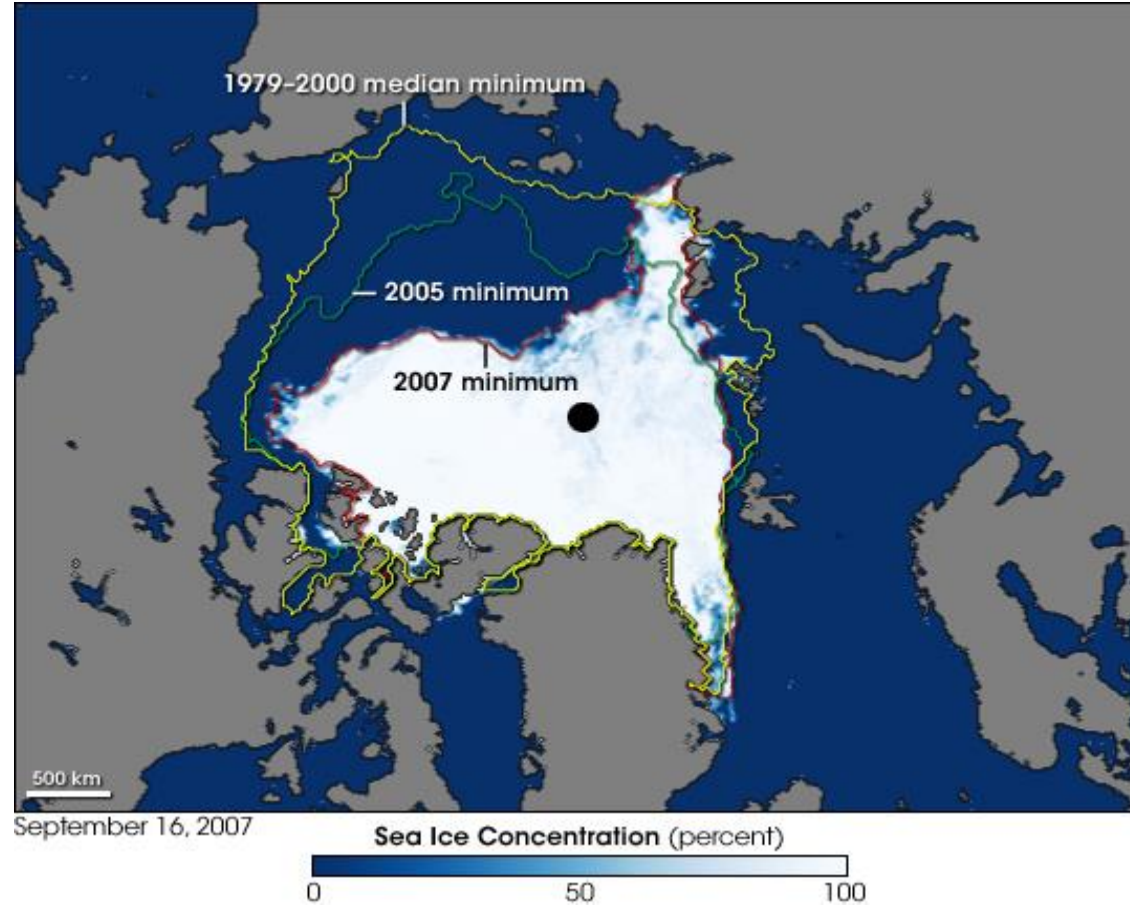 1979–2000 median minimum
2005 minimum
2007 minimum
500 km
September 16, 2007
Sea Ice Concentration (percent)
0 50 100